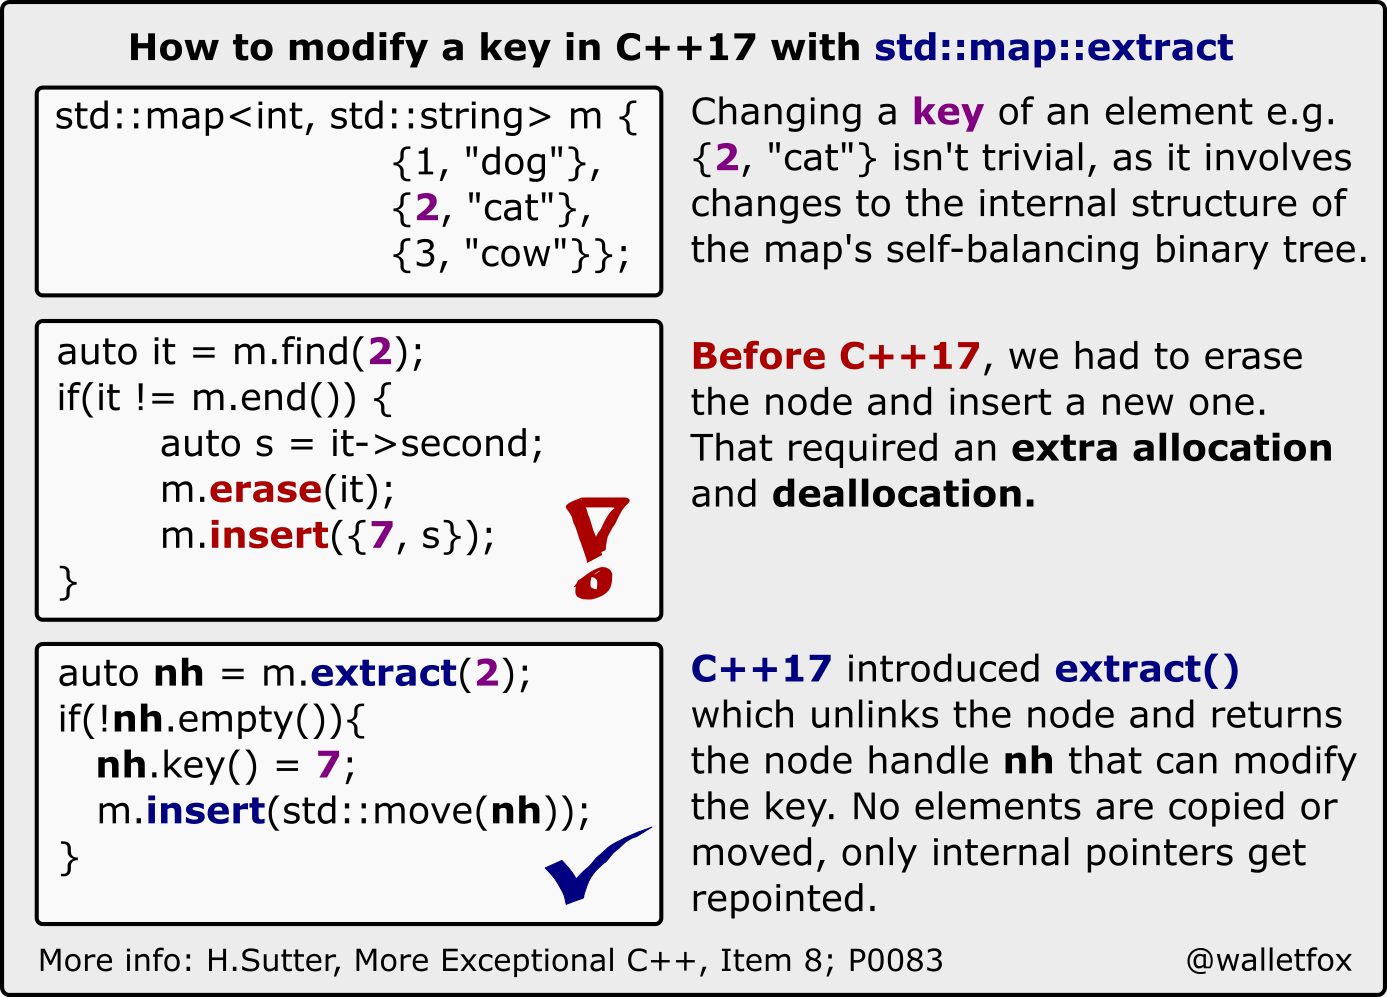 How to modify a key in C++17 with std::map::extract
std::map<int, std::string> m {
{1, "dog"},
{2, "cat"},
{3, "cow"}};
Changing a key of an element e.g.
{2, "cat"} isn't trivial, as it involves
changes to the internal structure of
the map's self-balancing binary tree.
auto it = m.find(2);
if(it != m.end()) {
auto s = it->second;
m.erase(it);
m.insert({7, s});
}
Before C++17, we had to erase
the node and insert a new one.
That required an extra allocation
and deallocation.
auto nh = m.extract(2);
if(!nh.empty()){
nh.key() = 7;
m.insert(std::move(nh));
}
C++17 introduced extract()
which unlinks the node and returns
the node handle nh that can modify
the key. No elements are copied or
moved, only internal pointers get
repointed.
More info: H.Sutter, More Exceptional C++, Item 8; P0083
@walletfox